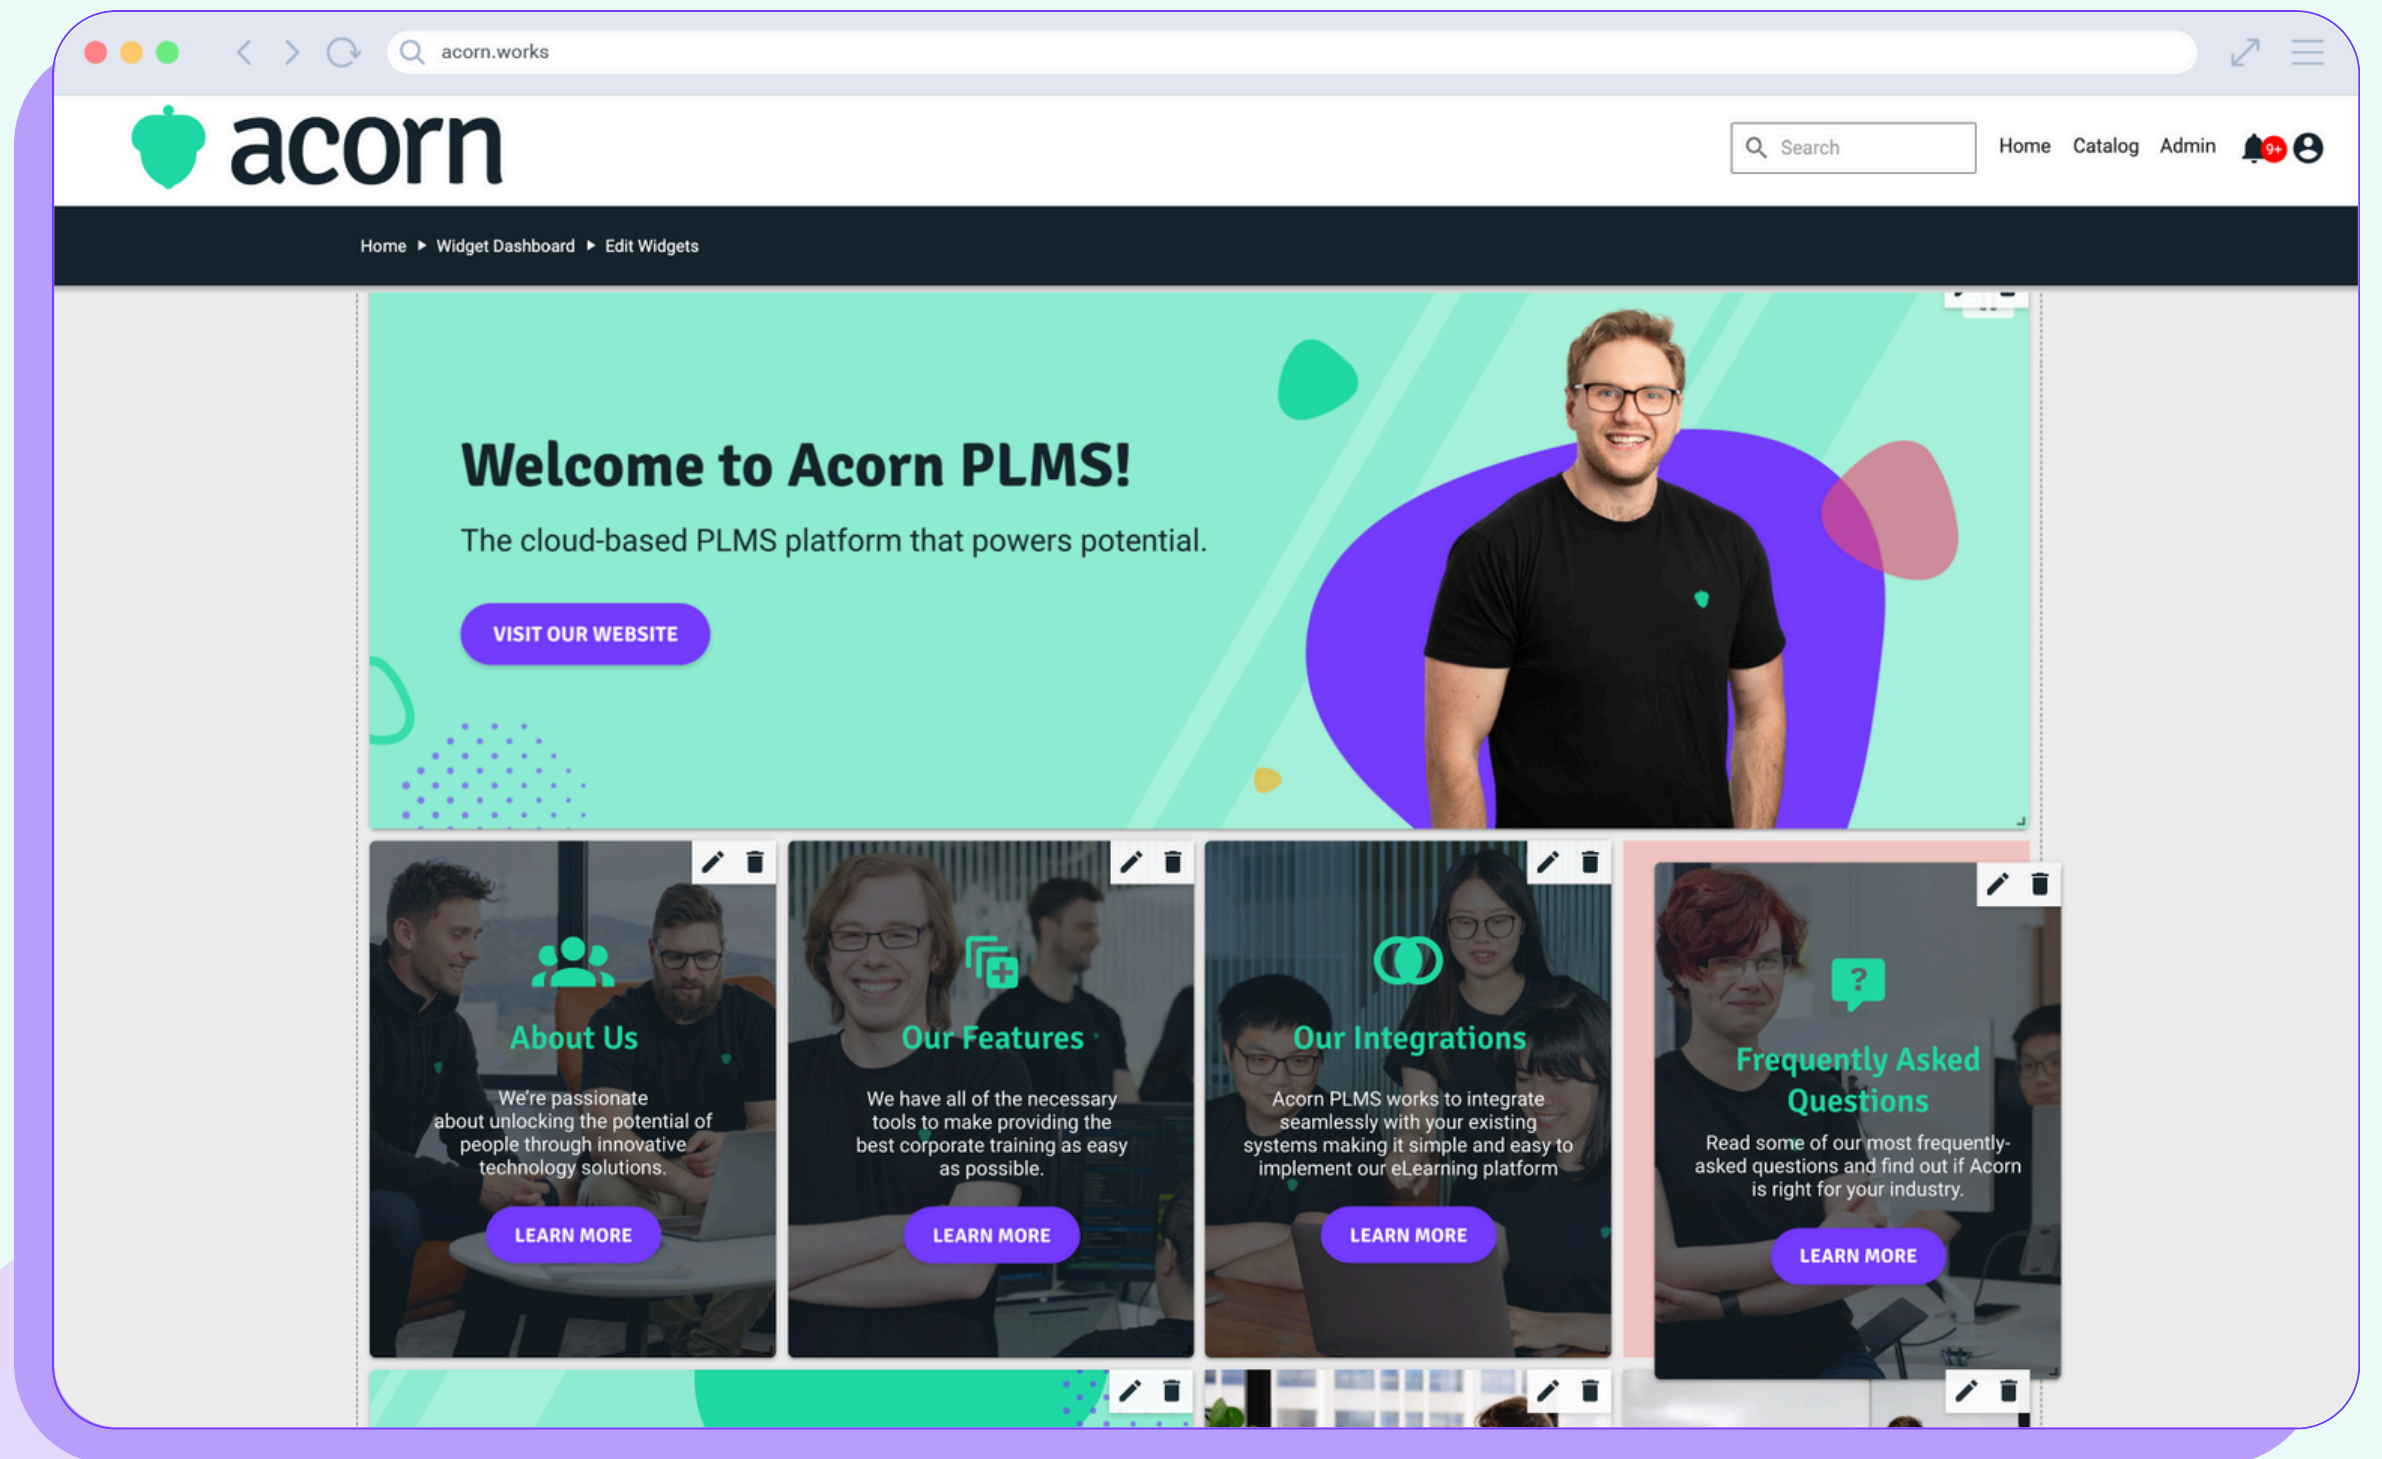 acorn.works
acorn
Search
Home
Catalog
Admin
9+
Home
Widget Dashboard
Edit Widgets
Welcome to Acorn PLMS!
The cloud-based PLMS platform that powers potential.
VISIT OUR WEBSITE
About Us
We're passionate
about unlocking the potential of
people through innovative
technology solutions.
LEARN MORE
Our Features
We have all of the necessary
tools to make providing the
best corporate training as easy
as possible.
LEARN MORE
Our Integrations
Acorn PLMS works to integrate
seamlessly with your existing
systems making it simple and easy to
implement our eLearning platform
LEARN MORE
?
Frequently Asked
Questions
Read some of our most frequently-
asked questions and find out if Acorn
is right for your industry.
LEARN MORE